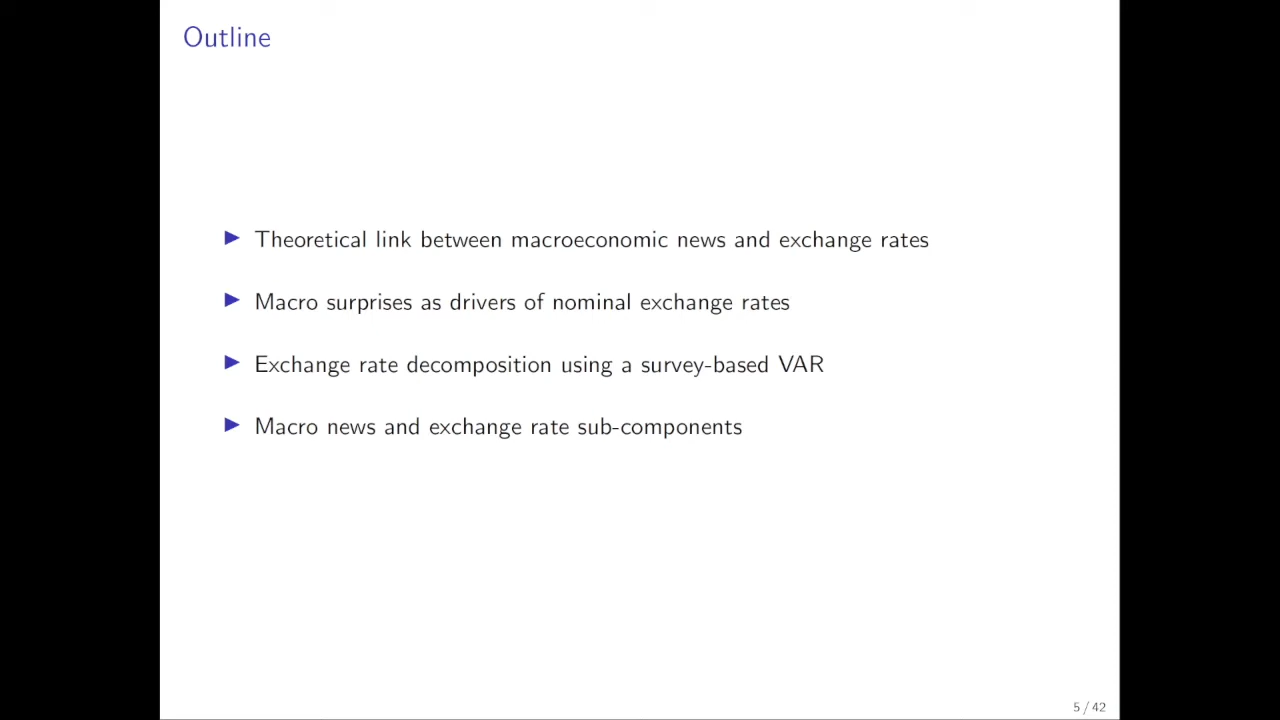 Outline
▶ Theoretical link between macroeconomic news and exchange rates
▶ Macro surprises as drivers of nominal exchange rates
▶ Exchange rate decomposition using a survey-based VAR
▶ Macro news and exchange rate sub-components
5 / 42